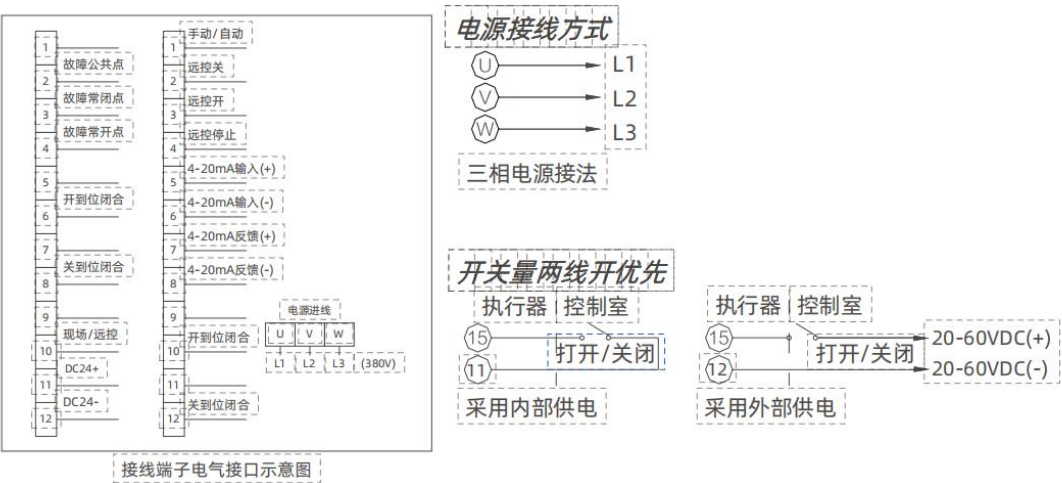 1
故障公共点
2
故障常闭点
3
故障常开点
4
5
开到位闭合
6
7
关到位闭合
8
9
现场/远控
10
DC24+
11
DC24-
12
手动/自动
1
远控关
2
远控开
3
远控停止
4
4-20mA输入(+)
5
4-20mA输入(-)
6
4-20mA反馈(+)
7
4-20mA反馈(-)
8
9
开到位闭合
10
11
关到位闭合
12
电源进线
U V W
L1 L2 L3 (380V)
接线端子电气接口示意图
电源接线方式
U L1
V L2
W L3
三相电源接法
开关量两线开优先
执行器 控制室
15
打开/关闭
11
采用内部供电
执行器 控制室
15 20-60VDC(+)
打开/关闭
12 20-60VDC(-)
采用外部供电